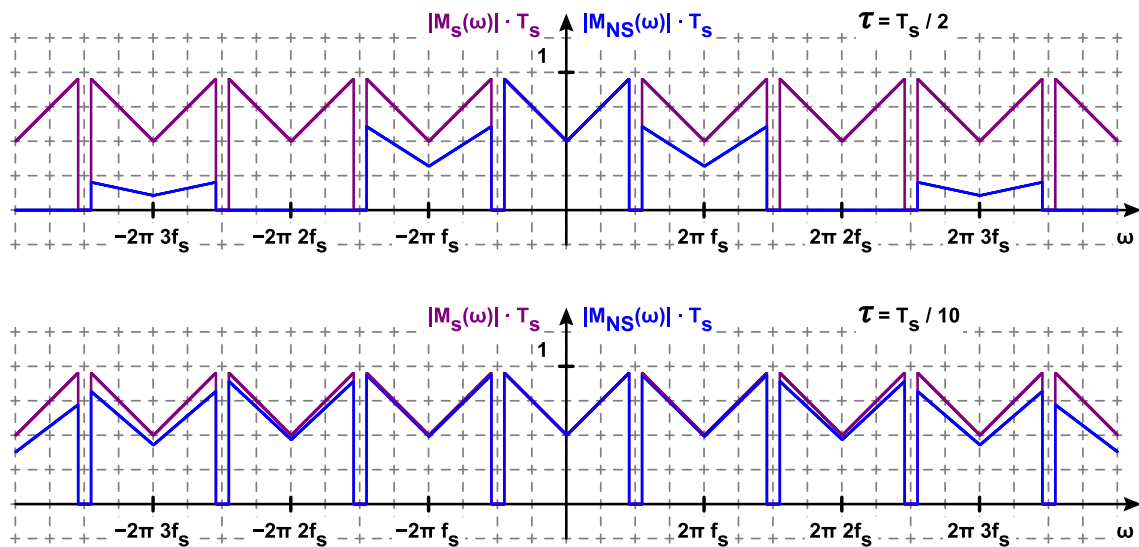 |M_S(ω)| · T_S |M_NS(ω)| · T_S τ = T_S / 2
1
−2π 3f_s −2π 2f_s −2π f_s 2π f_s 2π 2f_s 2π 3f_s ω
|M_S(ω)| · T_S |M_NS(ω)| · T_S τ = T_S / 10
1
−2π 3f_s −2π 2f_s −2π f_s 2π f_s 2π 2f_s 2π 3f_s ω